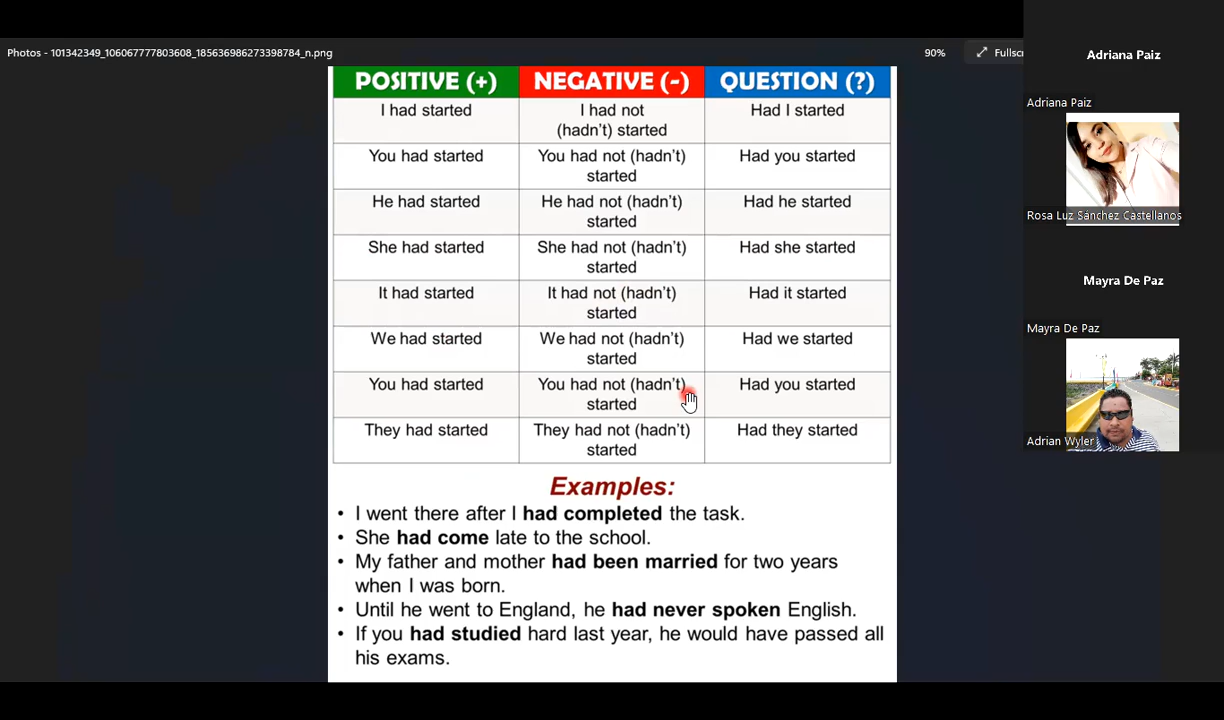 Photos - 101342349_106067777803608_185636986273398784_n.png
90%
Fullscr
POSITIVE (+) NEGATIVE (-) QUESTION (?)
I had started
I had not
(hadn't) started
Had I started
You had started
You had not (hadn't)
started
Had you started
He had started
He had not (hadn't)
started
Had he started
She had started
She had not (hadn't)
started
Had she started
It had started
It had not (hadn't)
started
Had it started
We had started
We had not (hadn't)
started
Had we started
You had started
You had not (hadn't)
started
Had you started
They had started
They had not (hadn't)
started
Had they started
Examples:
• I went there after I had completed the task.
• She had come late to the school.
• My father and mother had been married for two years
when I was born.
• Until he went to England, he had never spoken English.
• If you had studied hard last year, he would have passed all
his exams.
Adriana Paiz
Adriana Paiz
Rosa Luz Sánchez Castellanos
Mayra De Paz
Mayra De Paz
Adrian Wyler